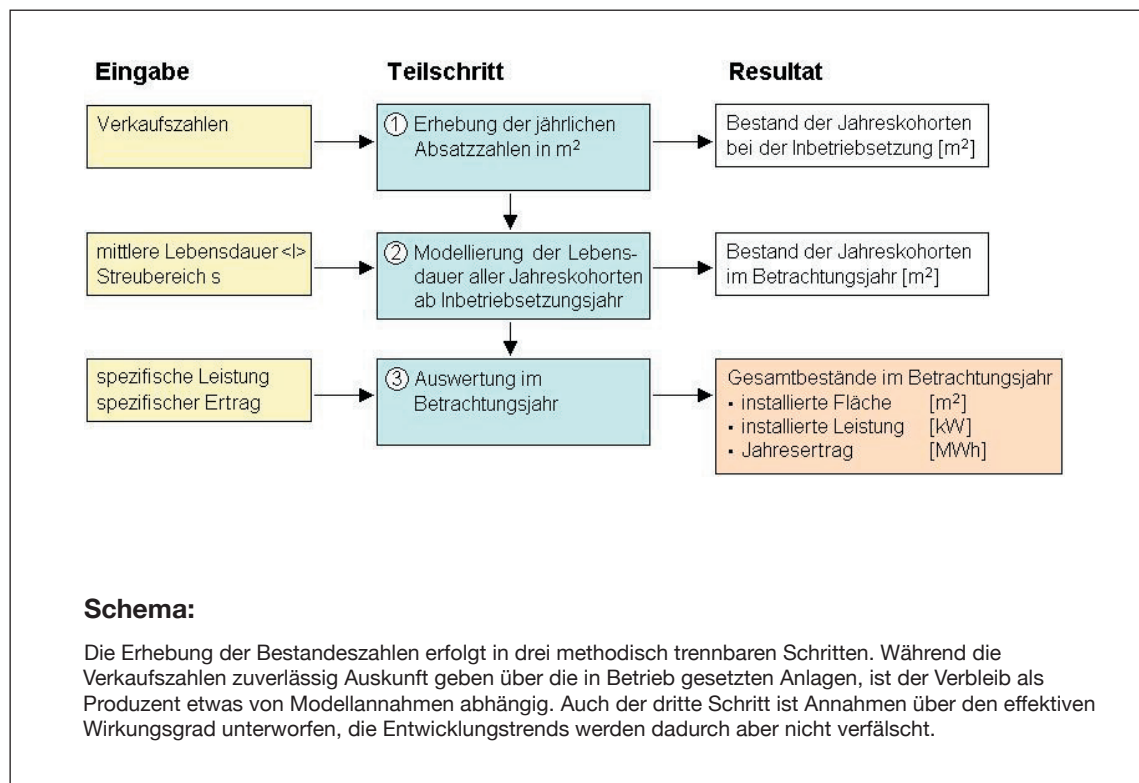 Eingabe
Teilschritt
Resultat
Verkaufszahlen
① Erhebung der jährlichen
Absatzzahlen in m²
Bestand der Jahreskohorten
bei der Inbetriebsetzung [m²]
mittlere Lebensdauer <l>
Streubereich s
② Modellierung der Lebens-
dauer aller Jahreskohorten
ab Inbetriebsetzungsjahr
Bestand der Jahreskohorten
im Betrachtungsjahr [m²]
spezifische Leistung
spezifischer Ertrag
③ Auswertung im
Betrachtungsjahr
Gesamtbestände im Betrachtungsjahr
▪ installierte Fläche [m²]
▪ installierte Leistung [kW]
▪ Jahresertrag [MWh]
Schema:
Die Erhebung der Bestandeszahlen erfolgt in drei methodisch trennbaren Schritten. Während die
Verkaufszahlen zuverlässig Auskunft geben über die in Betrieb gesetzten Anlagen, ist der Verbleib als
Produzent etwas von Modellannahmen abhängig. Auch der dritte Schritt ist Annahmen über den effektiven
Wirkungsgrad unterworfen, die Entwicklungstrends werden dadurch aber nicht verfälscht.